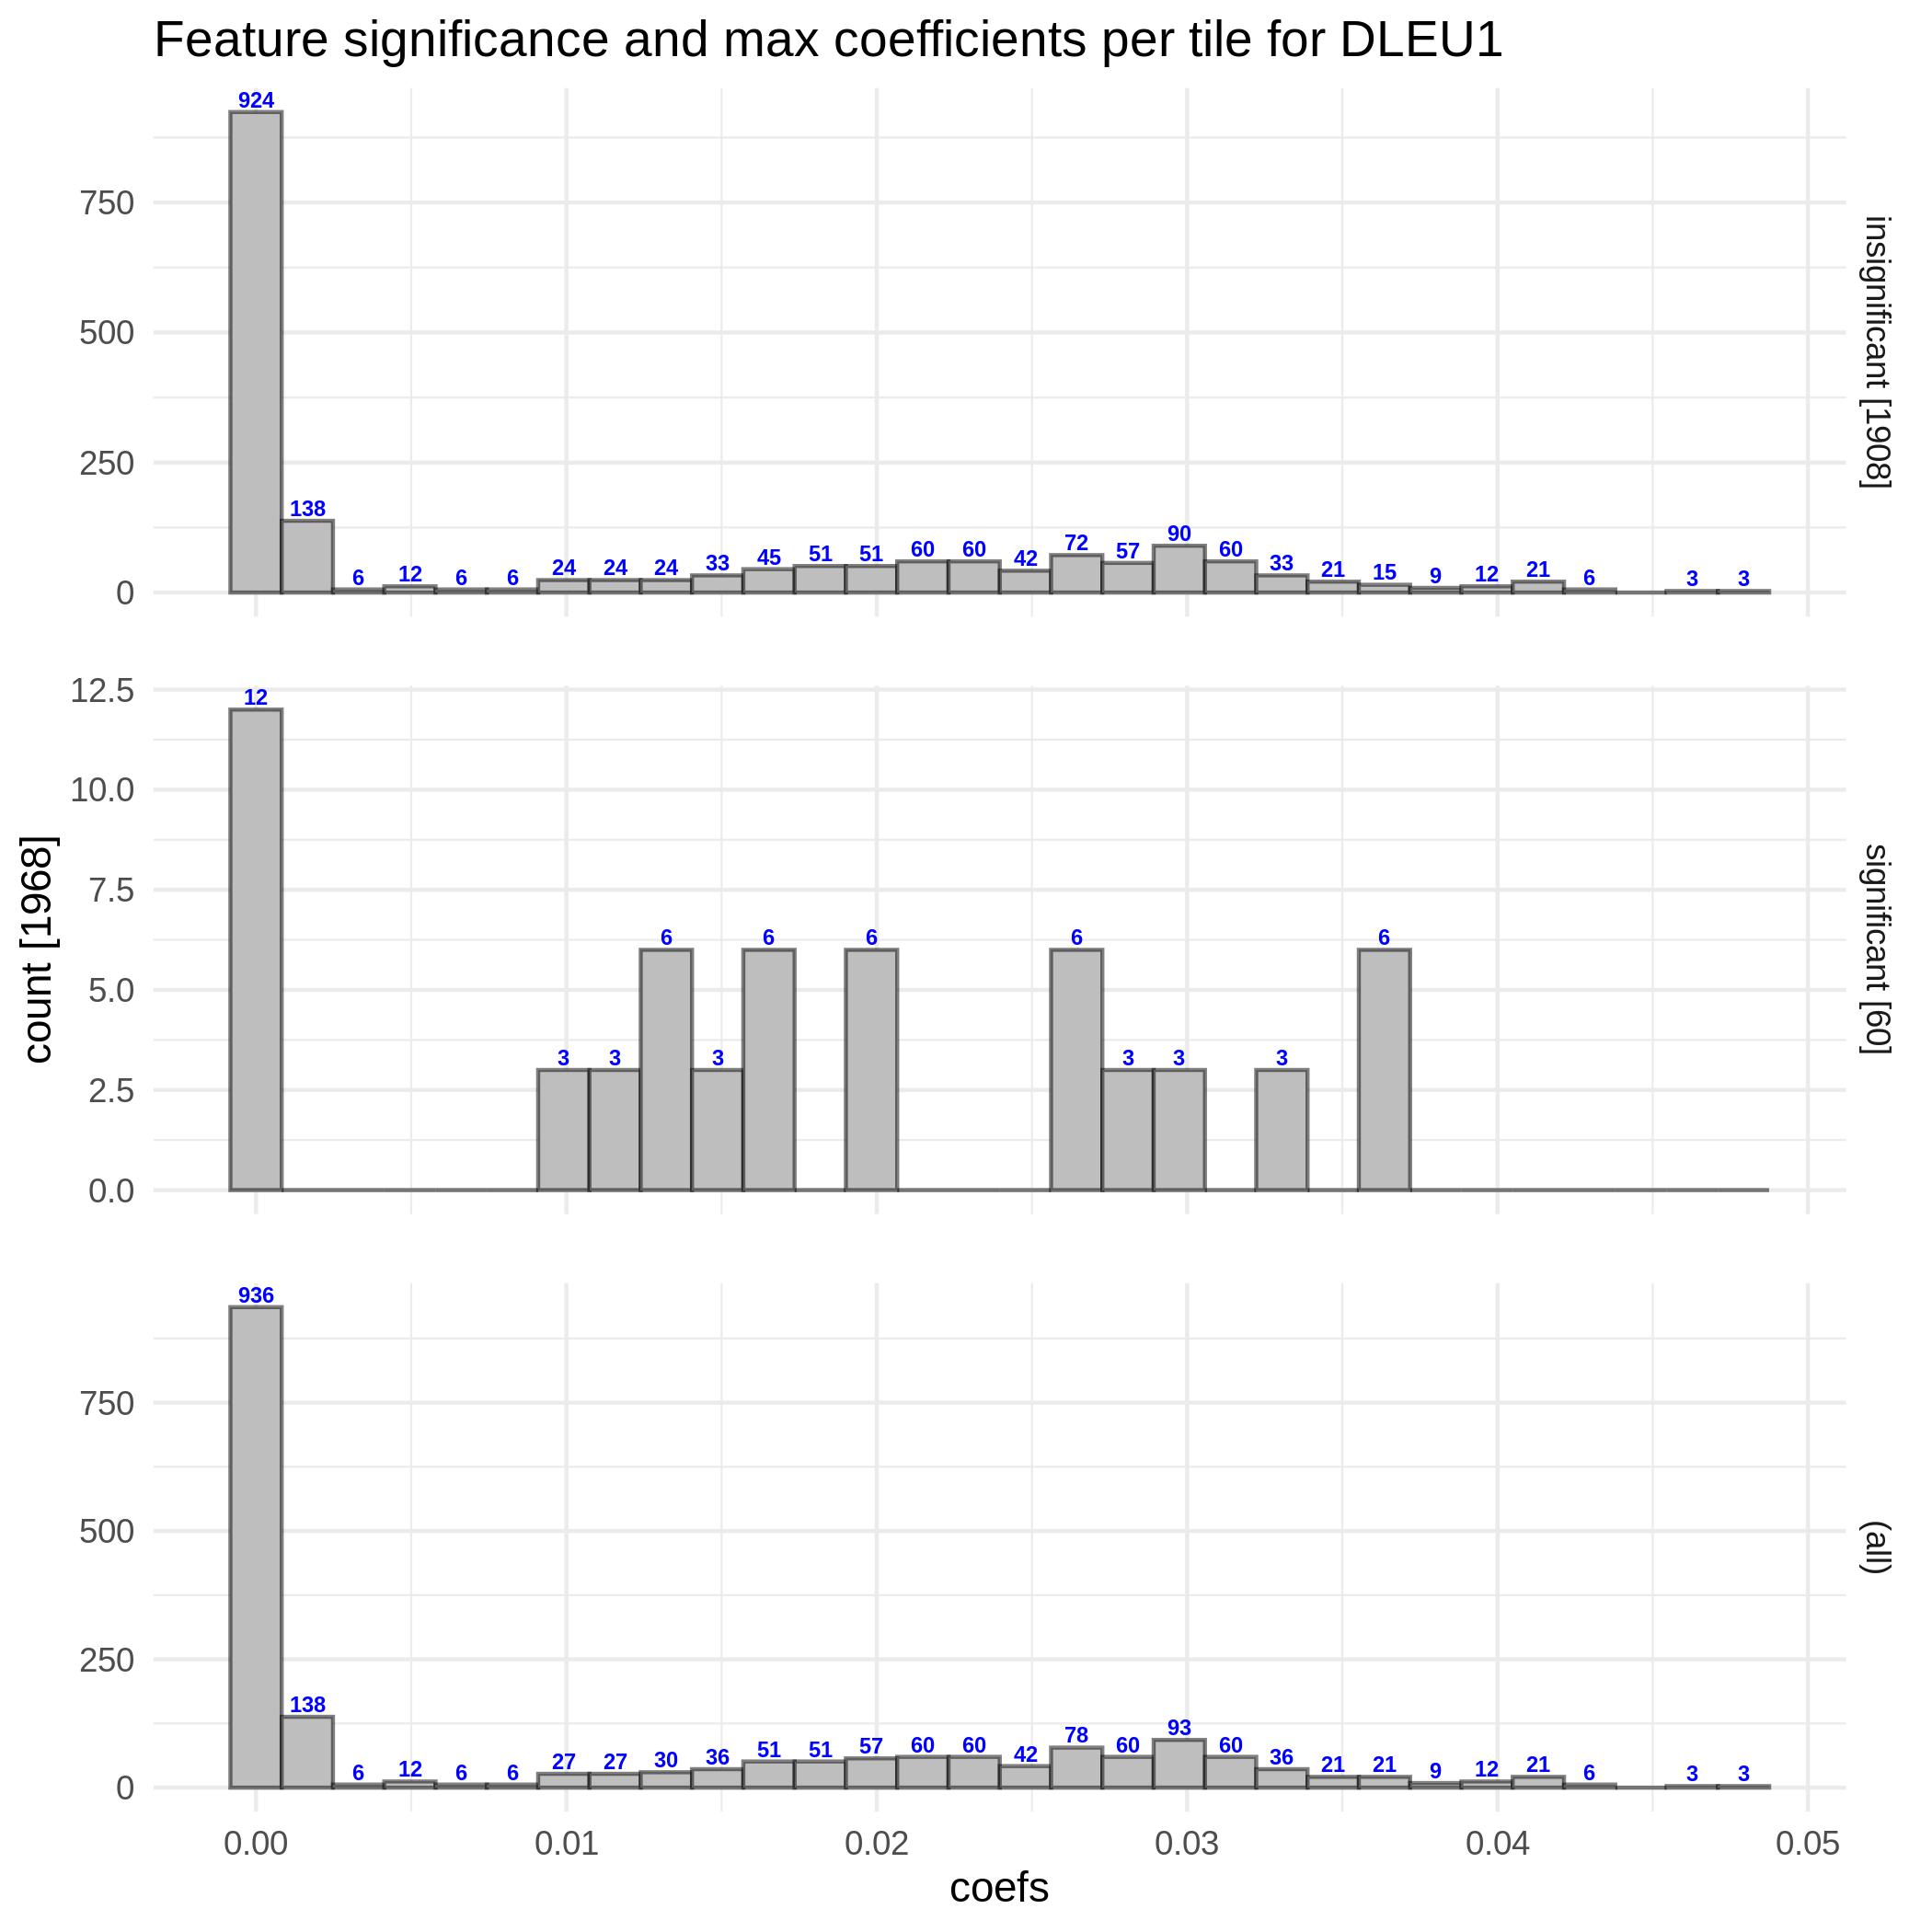 Feature significance and max coefficients per tile for DLEU1
924
750
500
250
0
138 6 12 6 6 24 24 24 33 45 51 51 60 60 42 72 57 90 60 33 21 15 9 12 21 6 3 3
insignificant [1908]
count [1968]
12.5
10.0
7.5
5.0
2.5
0.0
12 3 3 6 3 6 6 6 3 3 3 6
significant [60]
936
750
500
250
0
138 6 12 6 6 27 27 30 36 51 51 57 60 60 42 78 60 93 60 36 21 21 9 12 21 6 3 3
(all)
0.00 0.01 0.02 0.03 0.04 0.05
coefs